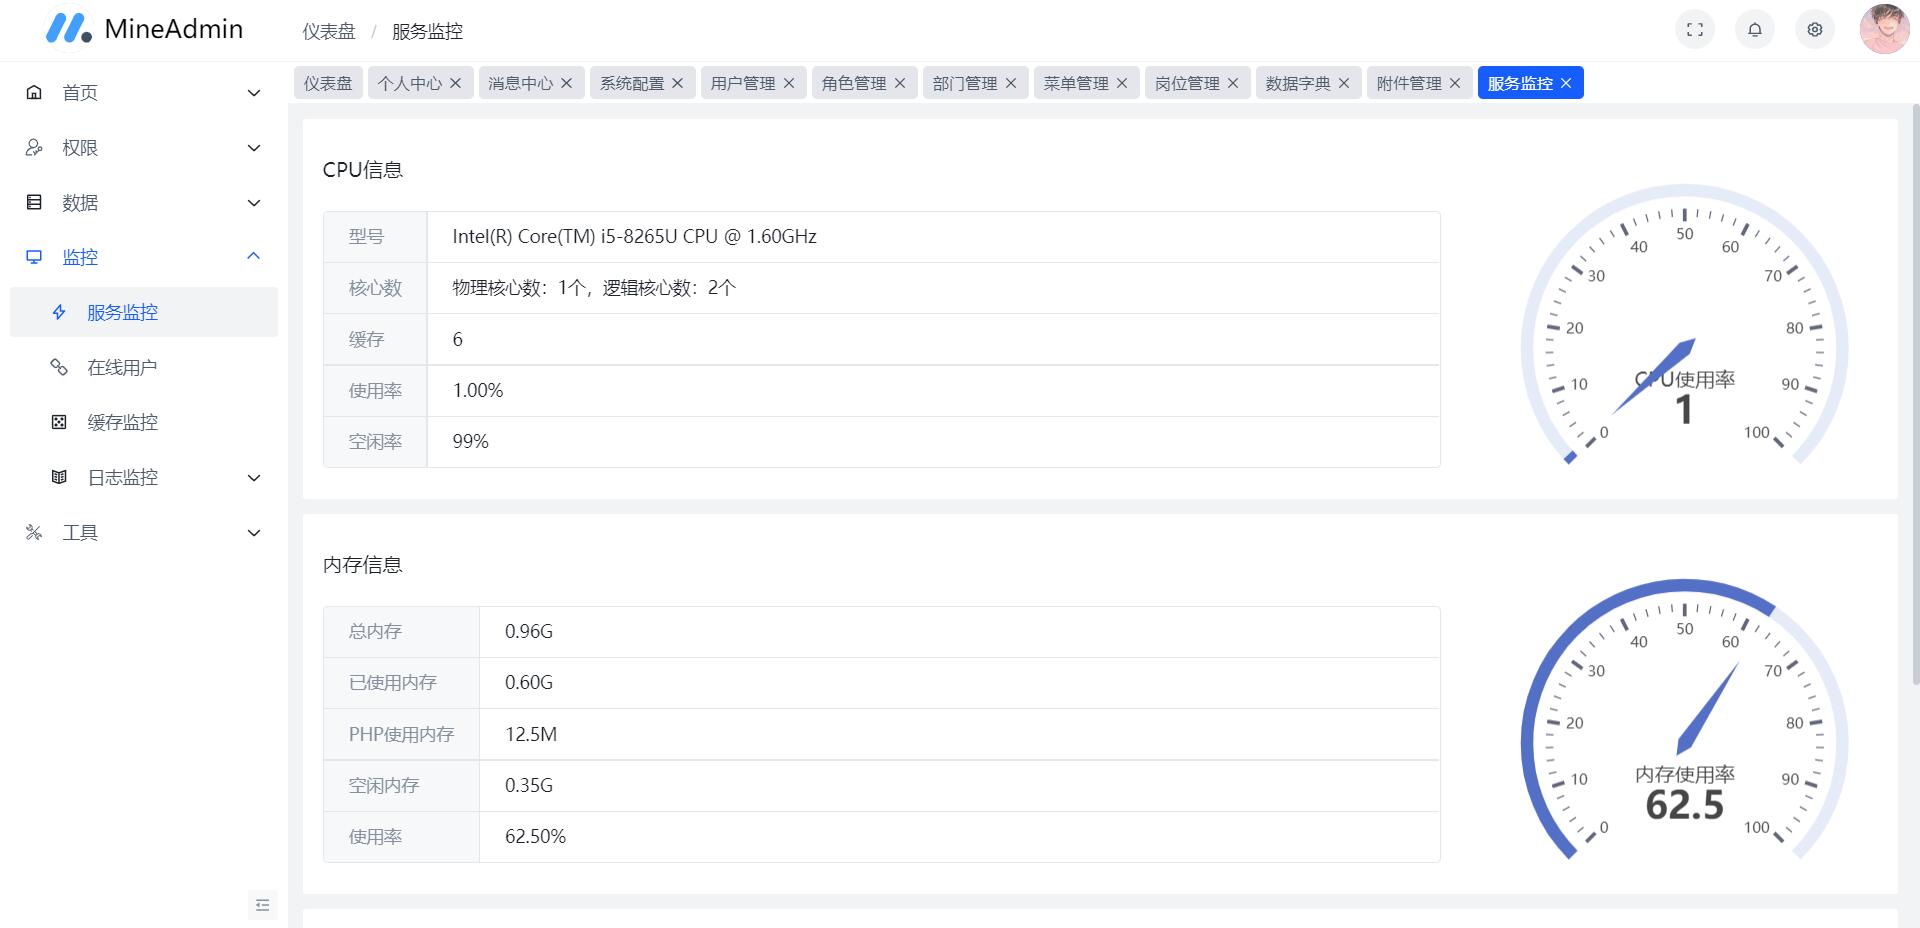 MineAdmin
仪表盘 / 服务监控
仪表盘 个人中心 消息中心 系统配置 用户管理 角色管理 部门管理 菜单管理 岗位管理 数据字典 附件管理 服务监控
首页
权限
数据
监控
服务监控
在线用户
缓存监控
日志监控
工具
CPU信息
型号 Intel(R) Core(TM) i5-8265U CPU @ 1.60GHz
核心数 物理核心数：1个，逻辑核心数：2个
缓存 6
使用率 1.00%
空闲率 99%
0 10 20 30 40 50 60 70 80 90 100
CPU使用率
1
内存信息
总内存 0.96G
已使用内存 0.60G
PHP使用内存 12.5M
空闲内存 0.35G
使用率 62.50%
0 10 20 30 40 50 60 70 80 90 100
内存使用率
62.5